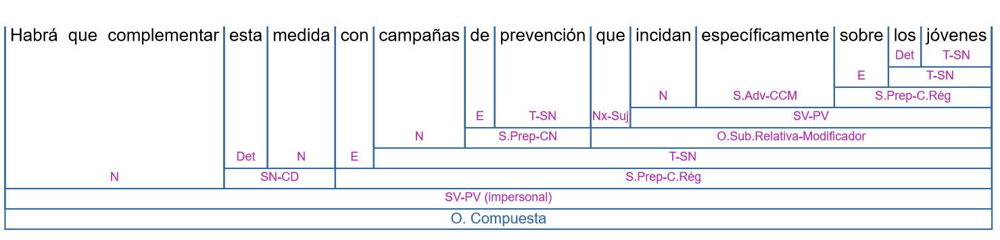 Habrá que complementar esta medida con campañas de prevención que incidan específicamente sobre los jóvenes
Det T-SN
E T-SN
N S.Adv-CCM S.Prep-C.Rég
E T-SN Nx-Suj SV-PV
N S.Prep-CN O.Sub.Relativa-Modificador
Det N E T-SN
N SN-CD S.Prep-C.Rég
SV-PV (impersonal)
O. Compuesta